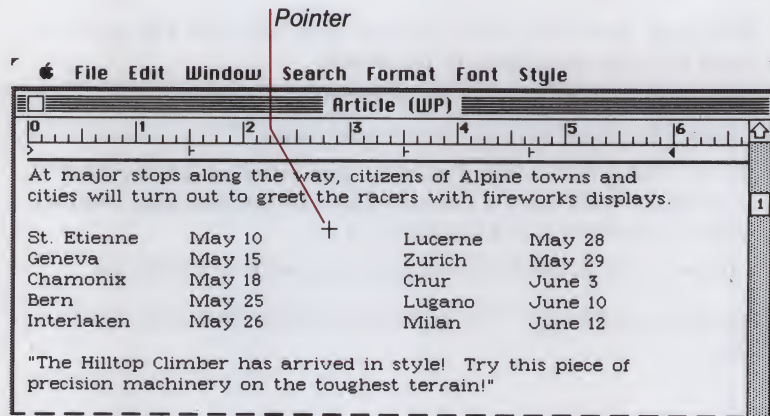 Pointer
File Edit Window Search Format Font Style
Article (WP)
0 1 2 3 4 5 6
At major stops along the way, citizens of Alpine towns and
cities will turn out to greet the racers with fireworks displays.
1
St. Etienne May 10 Lucerne May 28
Geneva May 15 Zurich May 29
Chamonix May 18 Chur June 3
Bern May 25 Lugano June 10
Interlaken May 26 Milan June 12
"The Hilltop Climber has arrived in style! Try this piece of
precision machinery on the toughest terrain!"